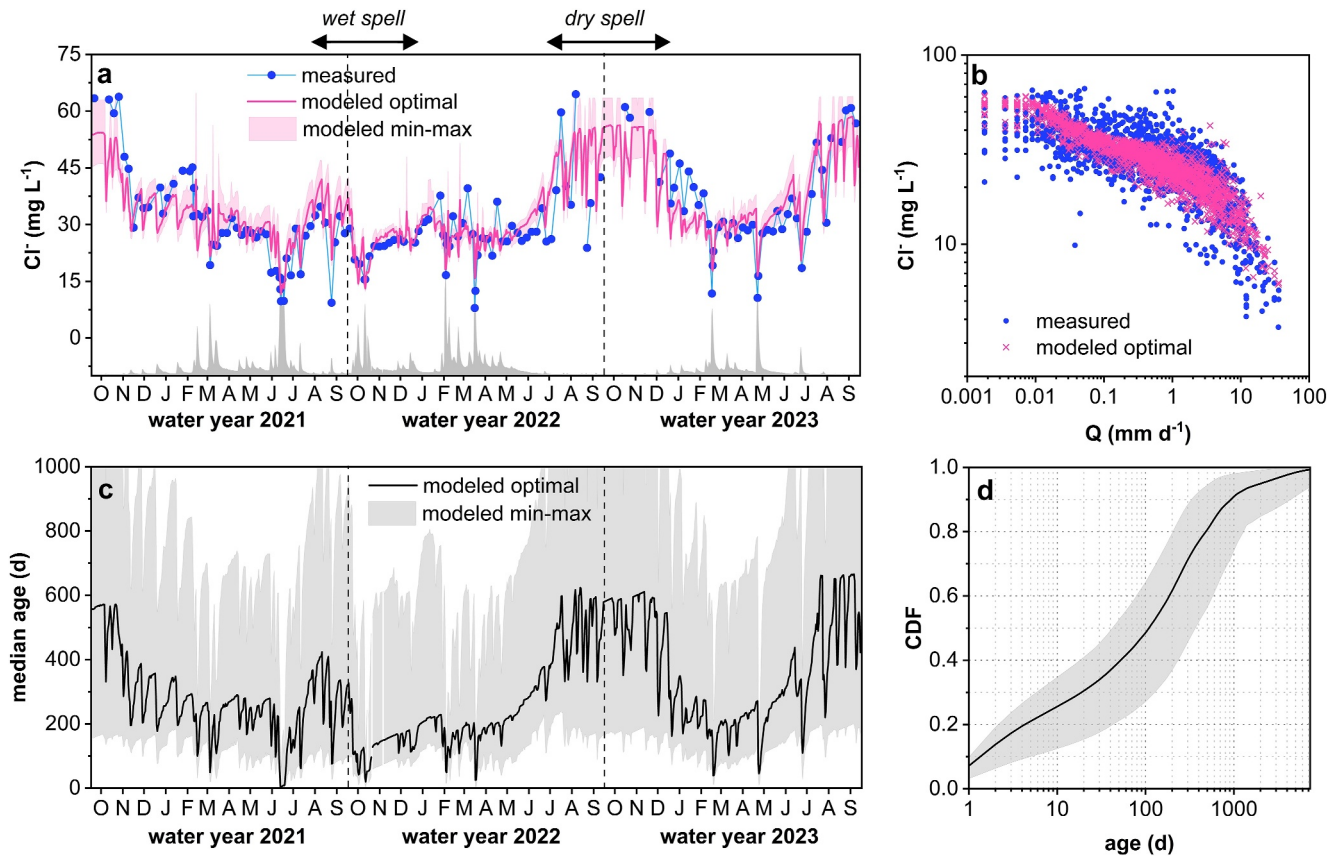 wet spell
dry spell
a
measured
modeled optimal
modeled min-max
Cl⁻ (mg L⁻¹)
75
60
45
30
15
0
O N D J F M A M J J A S O N D J F M A M J J A S O N D J F M A M J J A S
water year 2021 water year 2022 water year 2023
b
Cl⁻ (mg L⁻¹)
100
10
measured
modeled optimal
0.001 0.01 0.1 1 10 100
Q (mm d⁻¹)
c
modeled optimal
modeled min-max
median age (d)
1000
800
600
400
200
0
O N D J F M A M J J A S O N D J F M A M J J A S O N D J F M A M J J A S
water year 2021 water year 2022 water year 2023
d
CDF
1.0
0.8
0.6
0.4
0.2
0.0
1 10 100 1000
age (d)